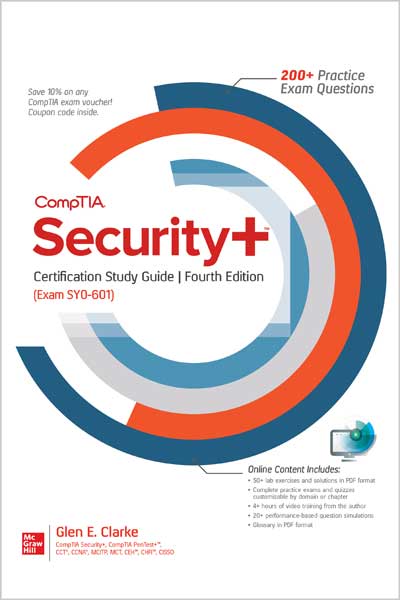 200+ Practice
Exam Questions
Save 10% on any
CompTIA exam voucher!
Coupon code inside.
CompTIA
Security+™
Certification Study Guide | Fourth Edition
(Exam SY0-601)
Online Content Includes:
• 50+ lab exercises and solutions in PDF format
• Complete practice exams and quizzes
customizable by domain or chapter
• 4+ hours of video training from the author
• 20+ performance-based question simulations
• Glossary in PDF format
Mc
Graw
Hill
Glen E. Clarke
CompTIA Security+, CompTIA PenTest+™,
CCT®, CCNA®, MCITP, MCT, CEH™, CHFI™, CISSO